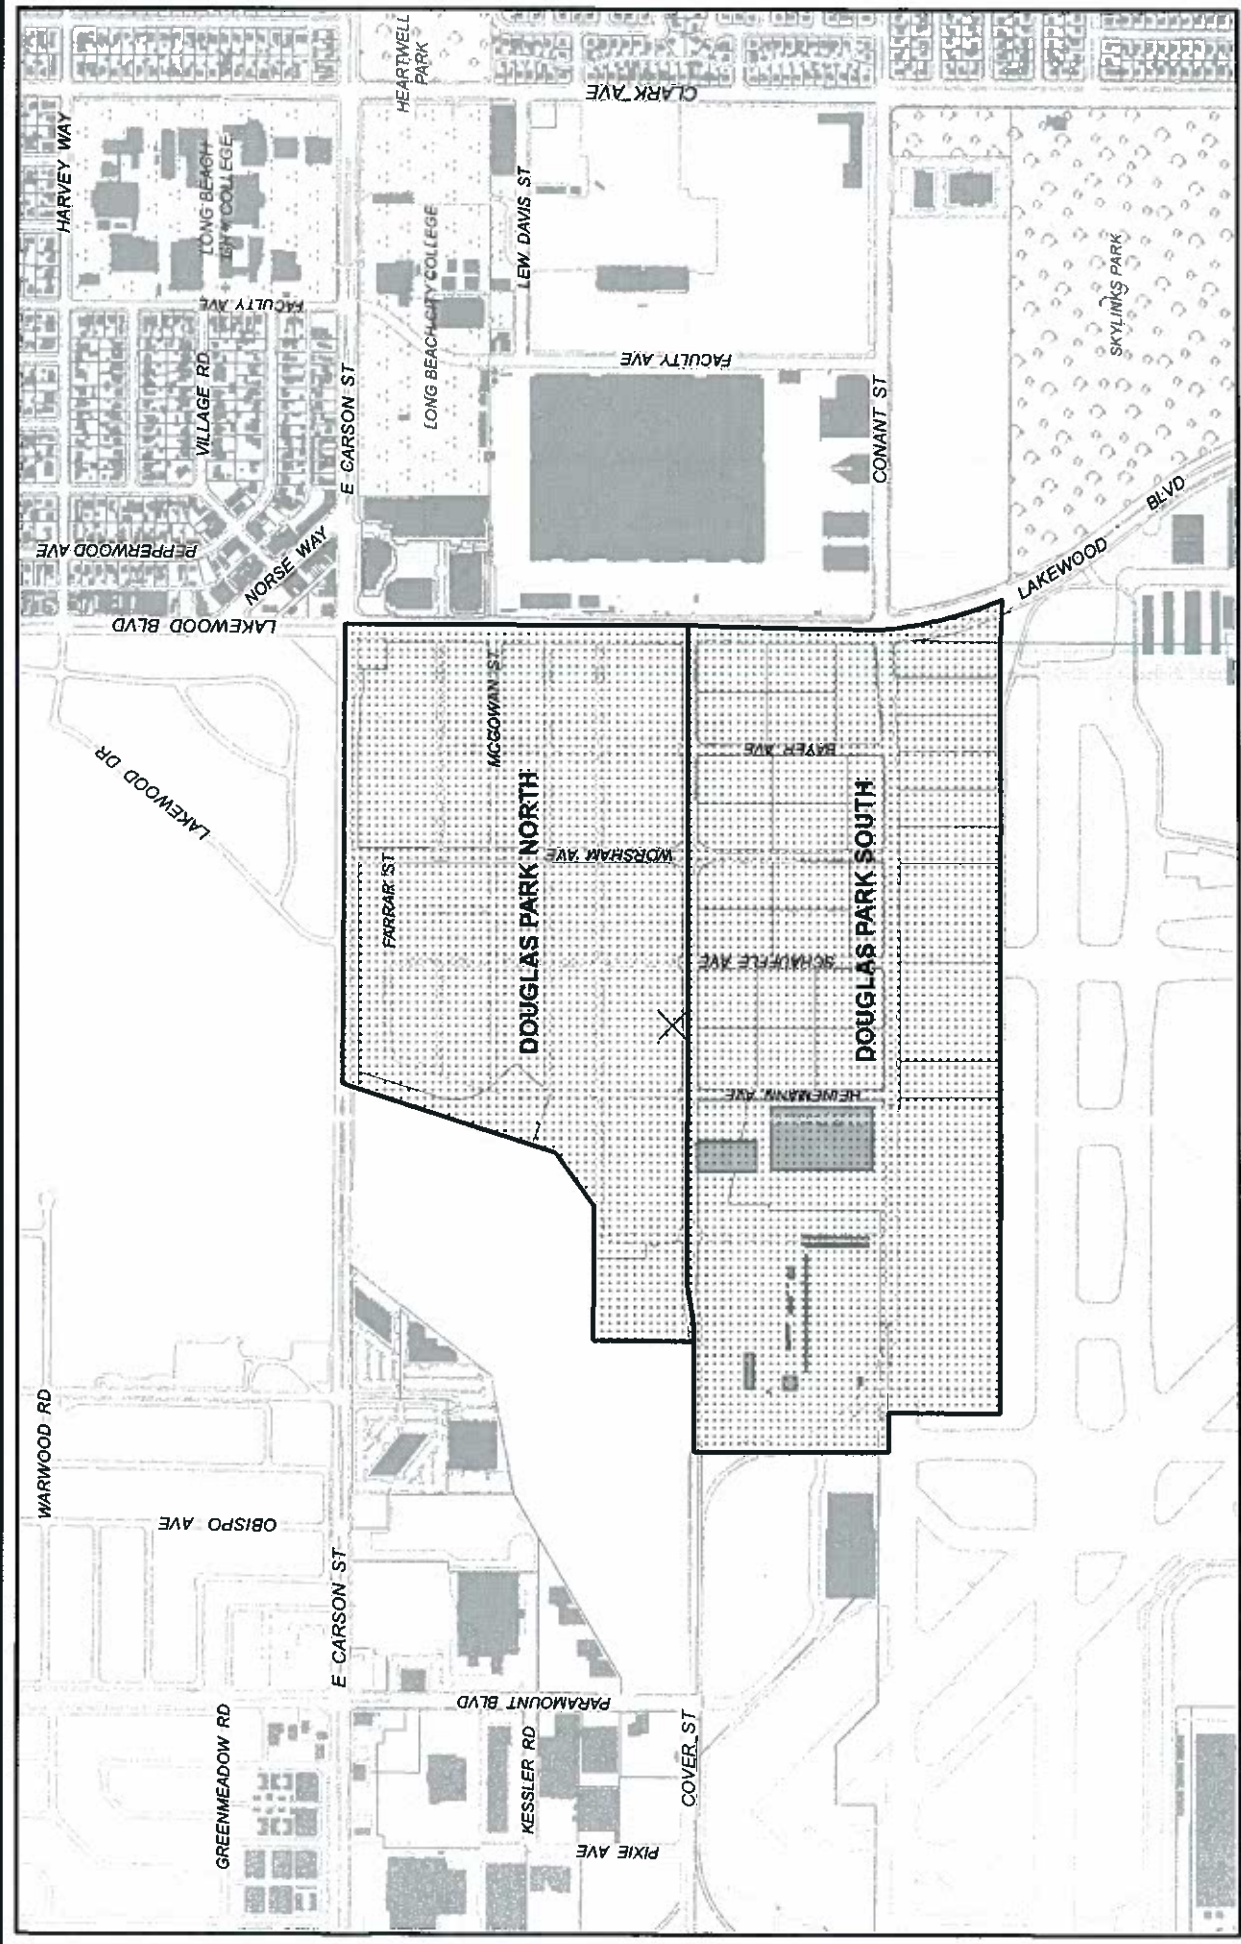 HARVEY WAY
LONG BEACH
CITY COLLEGE
HEARTWELL
PARK
CLARK AVE
LEW DAVIS ST
FACULTY AVE
VILLAGE RD
LONG BEACH CITY COLLEGE
E CARSON ST
FACULTY AVE
CONANT ST
SKYLINKS PARK
PEPPERWOOD AVE
NORSE WAY
LAKEWOOD BLVD
LAKEWOOD BLVD
LAKEWOOD DR
MCGOWAN ST
FARRAR ST
DOUGLAS PARK NORTH
WORSHAM AVE
BAYER AVE
DOUGLAS PARK SOUTH
SCHAUFFLE AVE
HEINEMANN AVE
WARWOOD RD
OBISPO AVE
E CARSON ST
PARAMOUNT BLVD
GREENMEADOW RD
KESSLER RD
COVER ST
PIXIE AVE